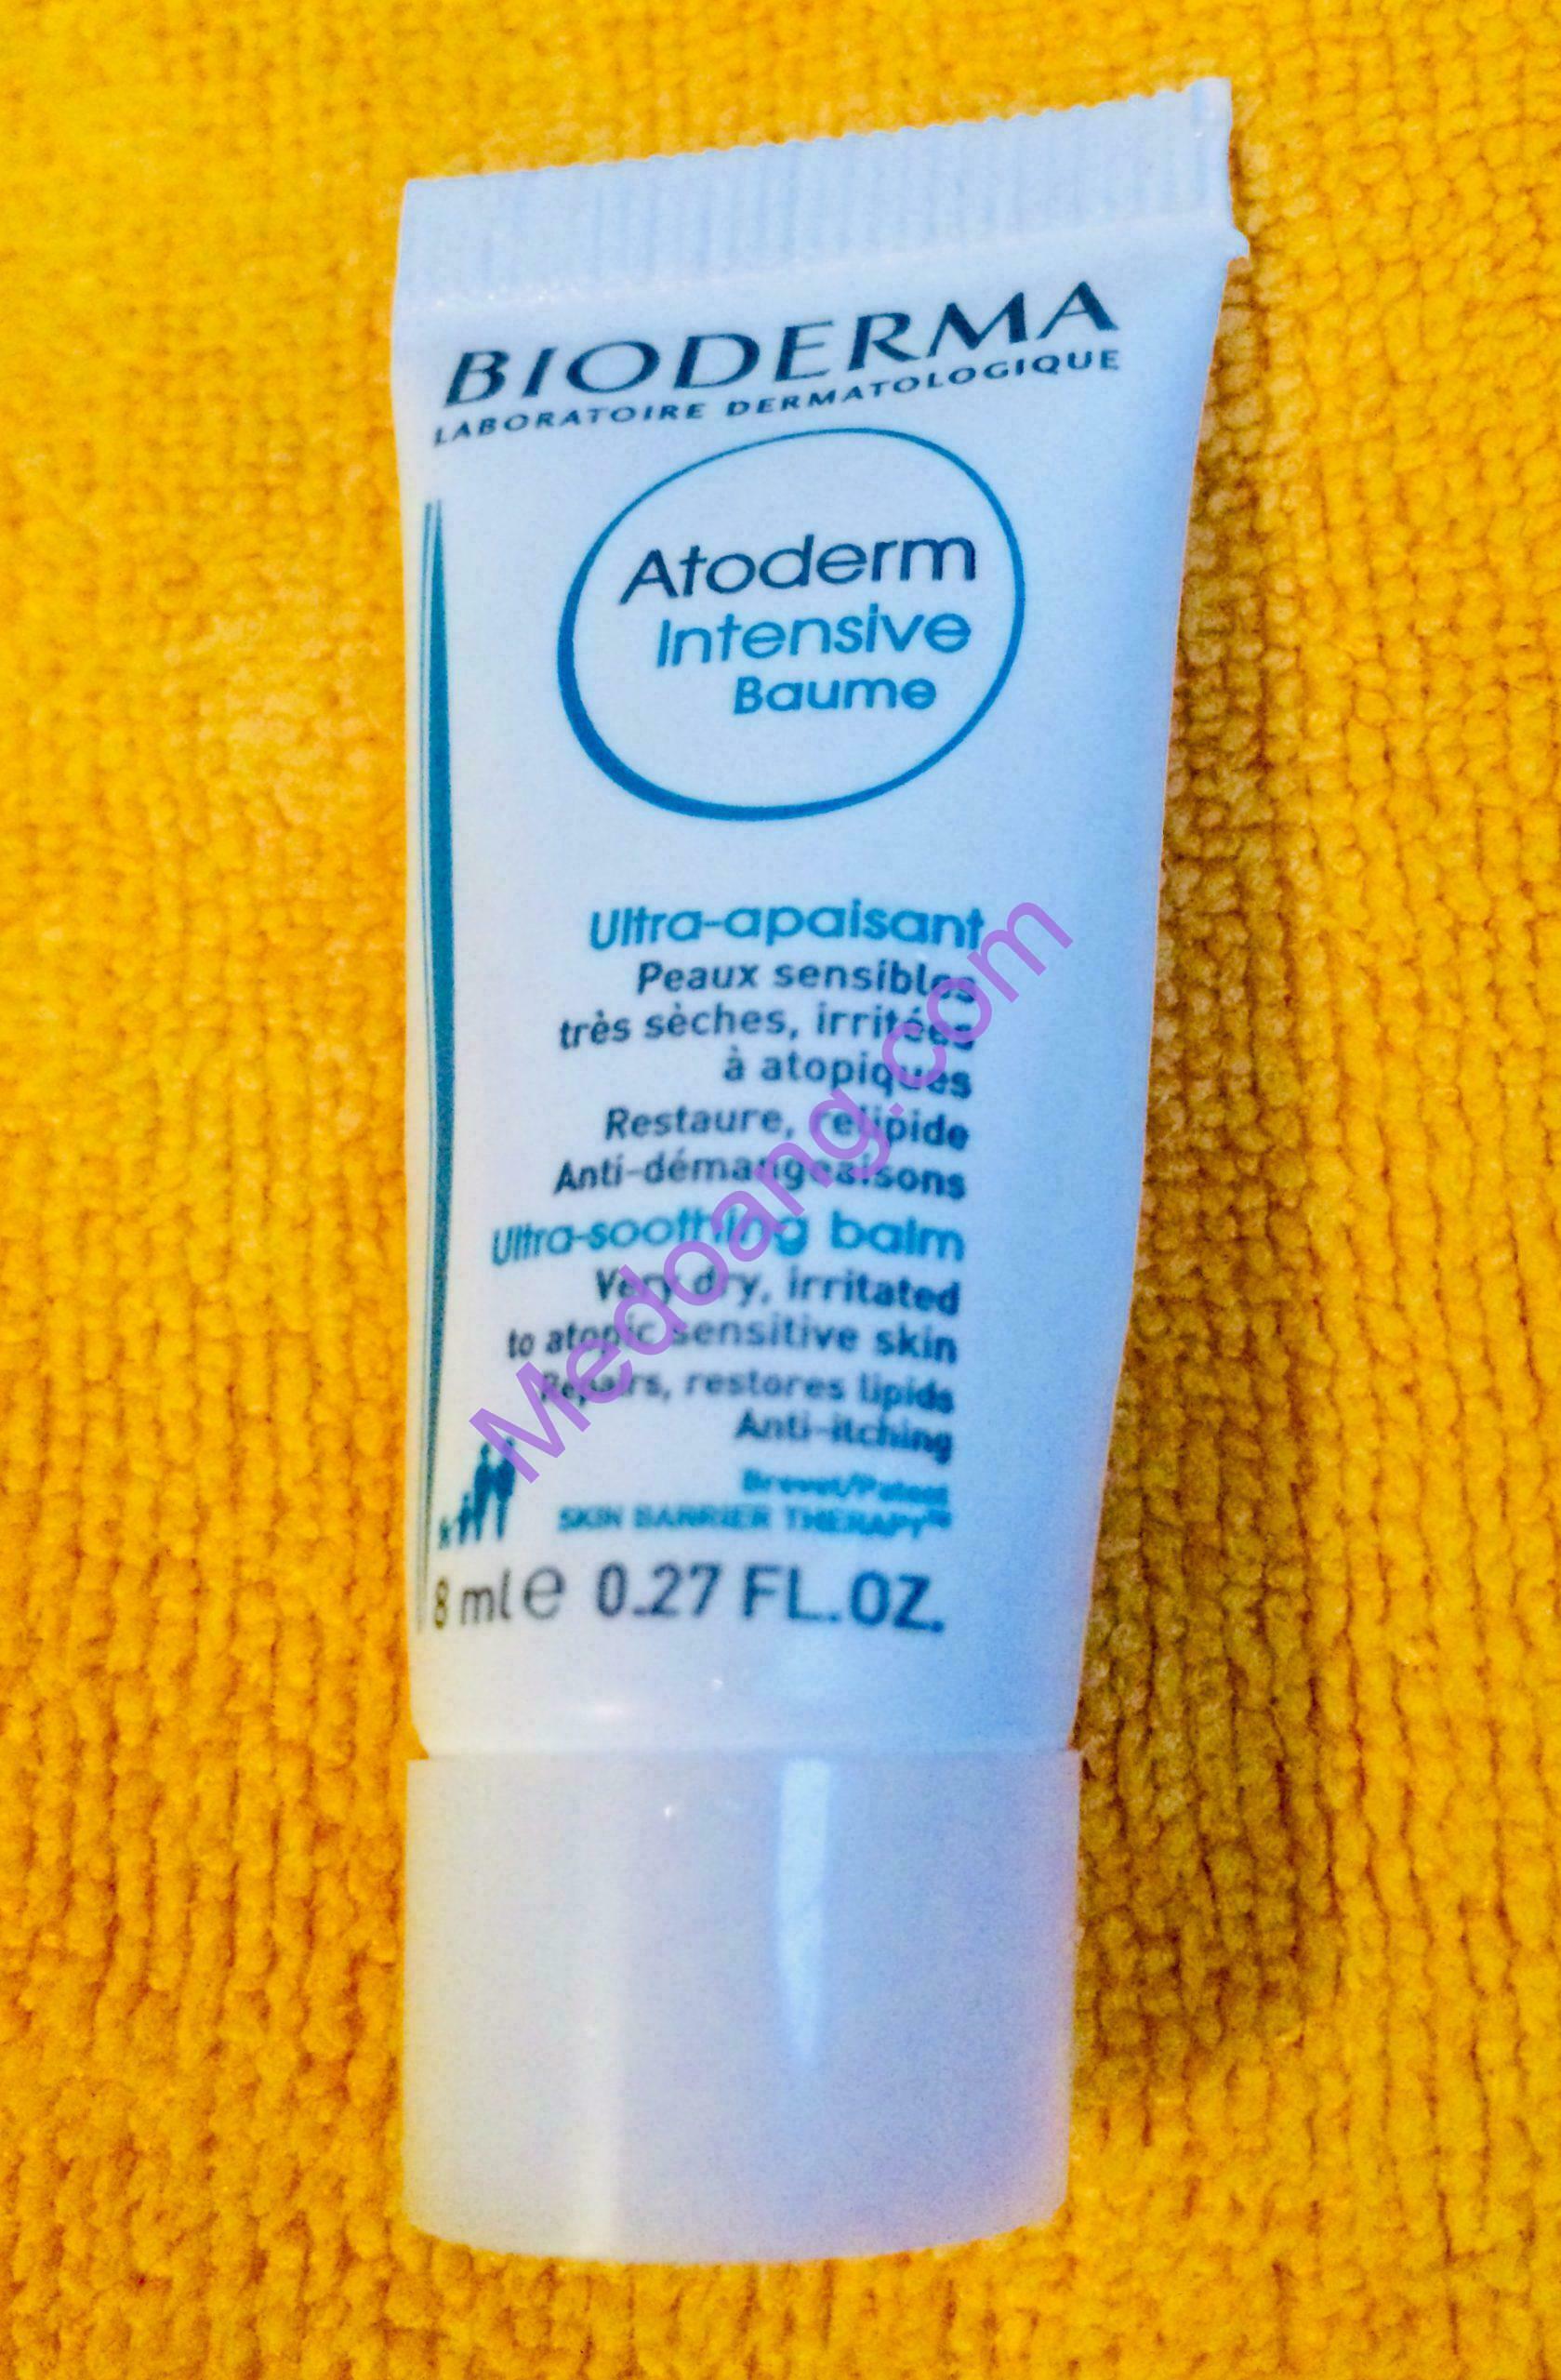 BIODERMA
LABORATOIRE DERMATOLOGIQUE
Atoderm
Intensive
Baume
Ultra-apaisant
Peaux sensibles
très sèches, irritées
à atopiques
Restaure, relipide
Anti-démangeaisons
Ultra-soothing balm
Very dry, irritated
to atopic sensitive skin
Repairs, restores lipids
Anti-itching
Brevet/Patent
SKIN BARRIER THERAPY™
8 ml e 0.27 FL.OZ.
Medoang.com